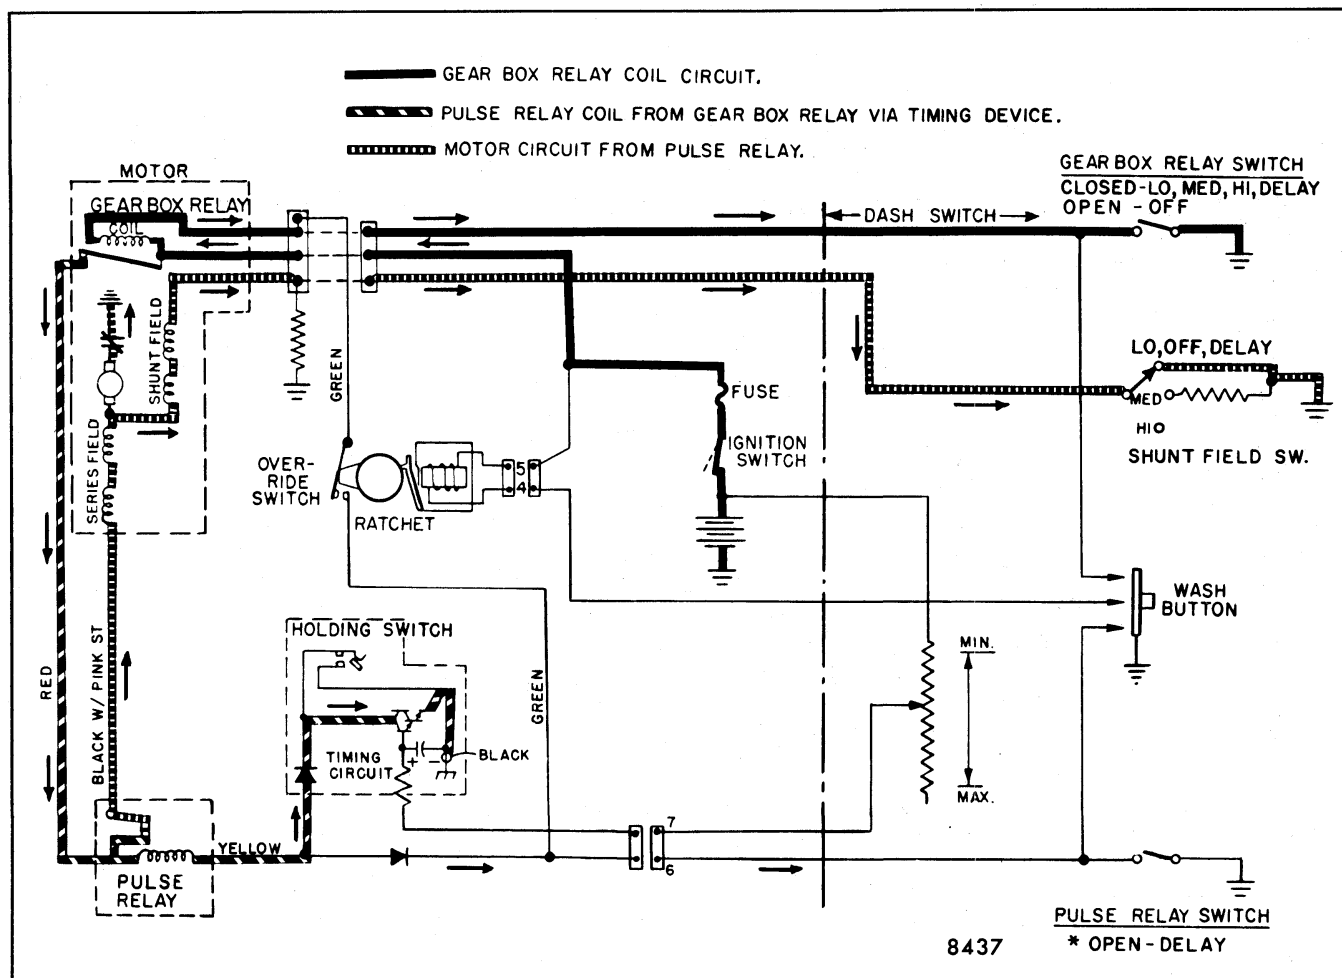 GEAR BOX RELAY COIL CIRCUIT.
PULSE RELAY COIL FROM GEAR BOX RELAY VIA TIMING DEVICE.
MOTOR CIRCUIT FROM PULSE RELAY.
MOTOR
GEAR BOX RELAY
COIL
GEAR BOX RELAY SWITCH
CLOSED-LO, MED, HI, DELAY
OPEN - OFF
DASH SWITCH
SHUNT FIELD
SERIES FIELD
GREEN
LO, OFF, DELAY
MED
HI
SHUNT FIELD SW.
FUSE
IGNITION
SWITCH
OVER-
RIDE
SWITCH
RATCHET
5
4
WASH
BUTTON
RED
BLACK W/ PINK ST
HOLDING SWITCH
TIMING
CIRCUIT
+
-
BLACK
GREEN
MIN.
MAX.
YELLOW
PULSE
RELAY
7
6
PULSE RELAY SWITCH
* OPEN - DELAY
8437